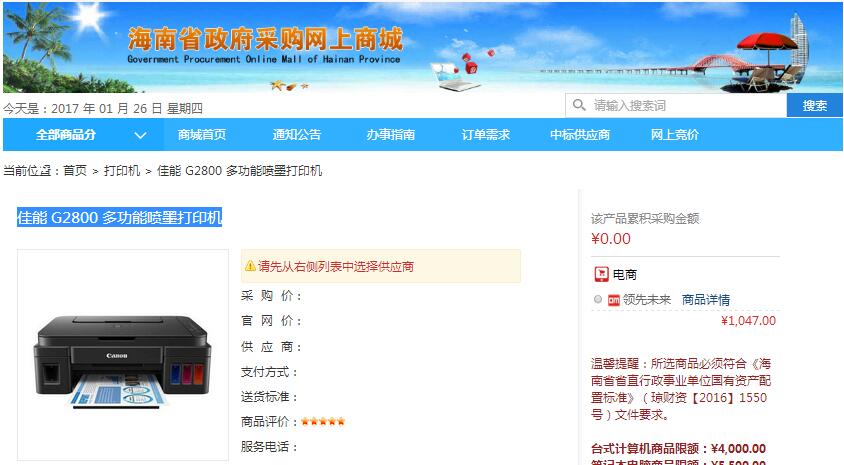 海南省政府采购网上商城
Government Procurement Online Mall of Hainan Province
今天是：2017 年 01 月 26 日 星期四
请输入搜索词
搜索
全部商品分
商城首页
通知公告
办事指南
订单需求
中标供应商
网上竞价
当前位置：首页 > 打印机 > 佳能 G2800 多功能喷墨打印机
佳能 G2800 多功能喷墨打印机
Canon
请先从右侧列表中选择供应商
采 购 价：
官 网 价：
供 应 商：
支付方式：
送货标准：
商品评价：
服务电话：
该产品累积采购金额
¥0.00
电商
领先未来 商品详情
¥1,047.00
温馨提醒：所选商品必须符合《海
南省省直行政事业单位国有资产配
置标准》（琼财资【2016】1550
号）文件要求。
台式计算机商品限额：¥4,000.00
笔记本电脑商品限额：¥5,500.00